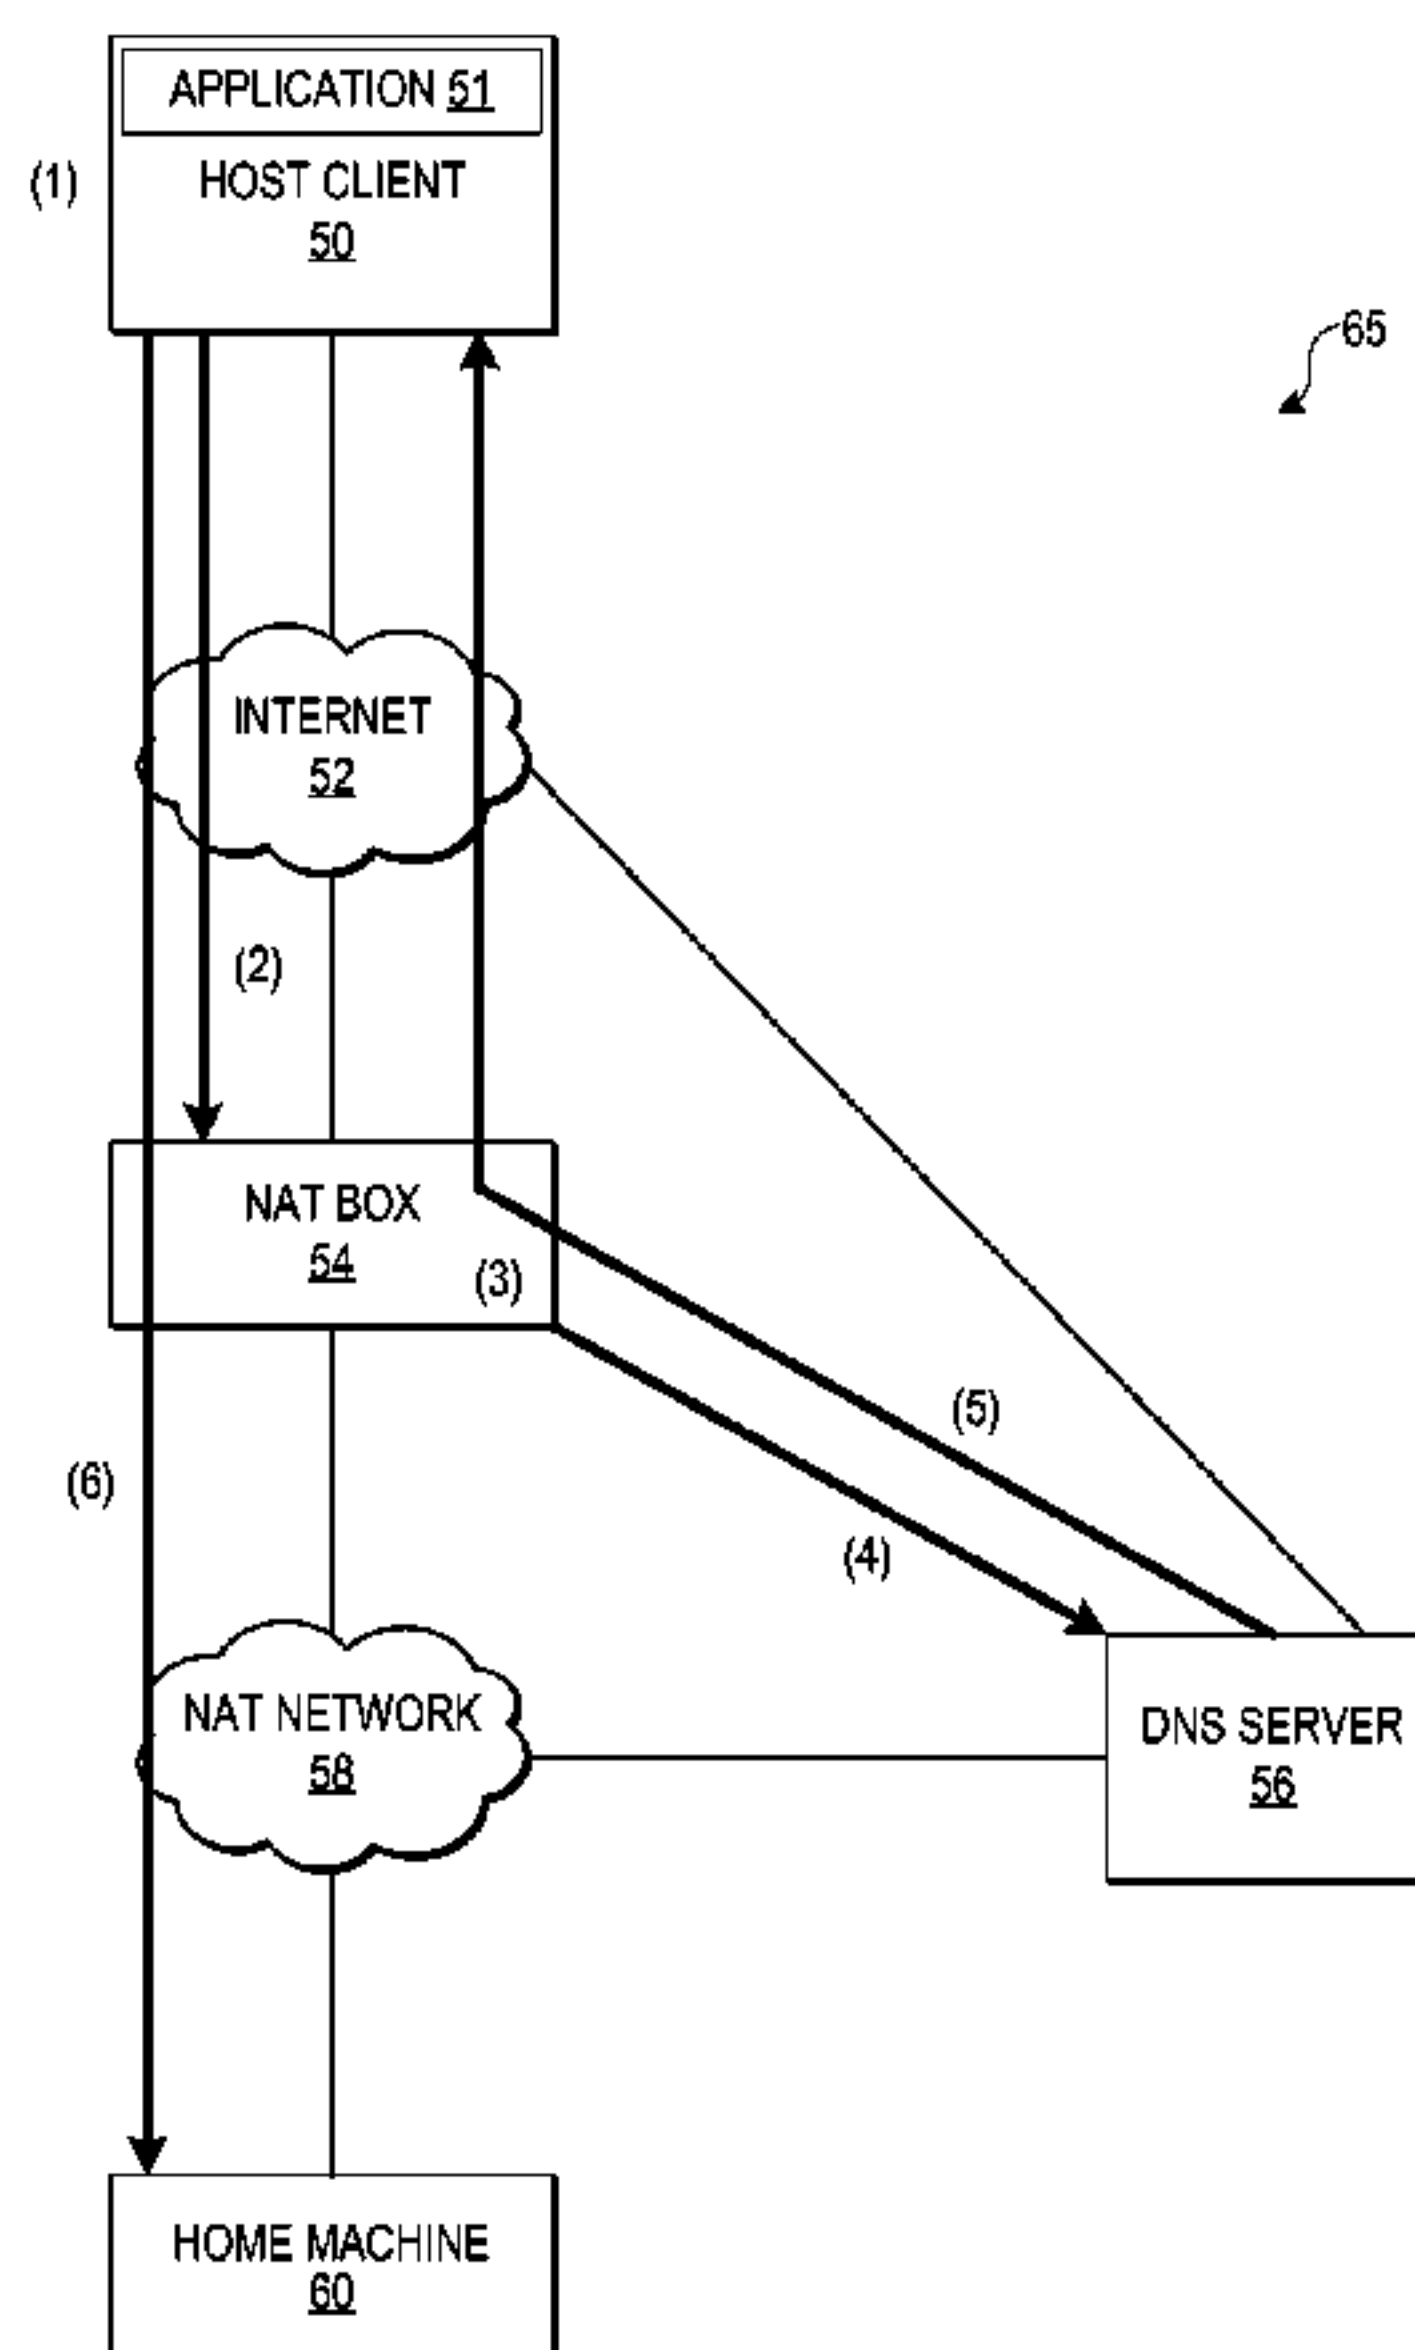 APPLICATION 51
(1)
HOST CLIENT
50
65
INTERNET
52
(2)
NAT BOX
54
(3)
(5)
(6)
(4)
NAT NETWORK
58
DNS SERVER
56
HOME MACHINE
60